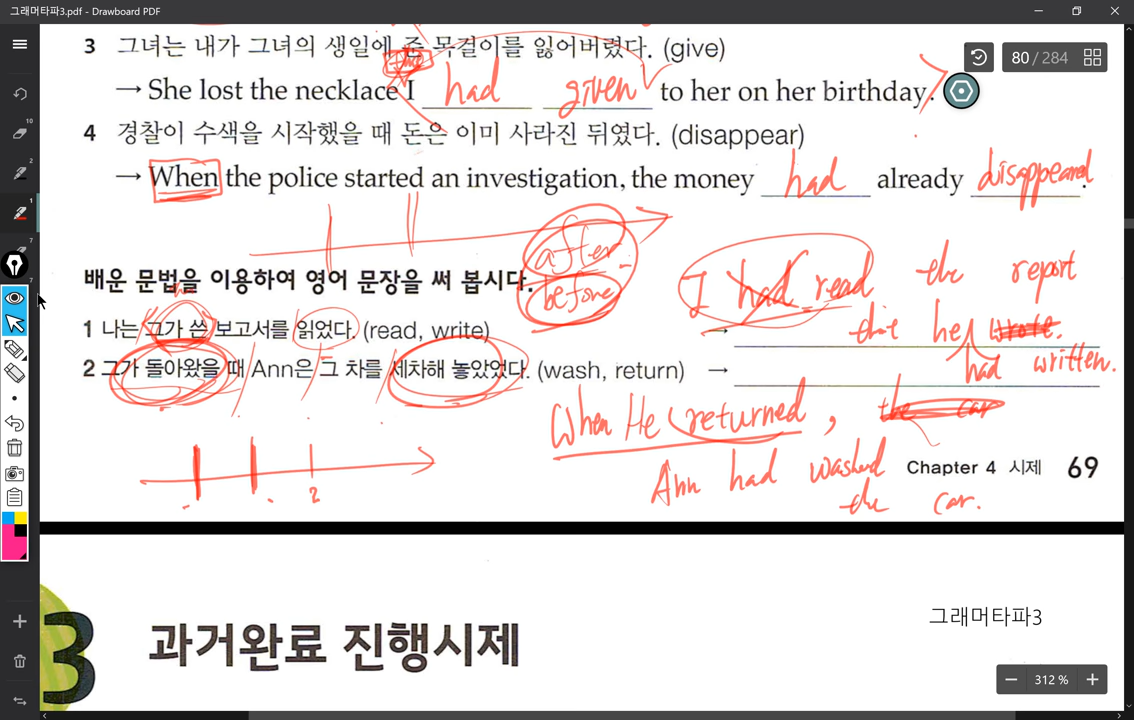 그래머타파3.pdf - Drawboard PDF
80 / 284
3 그녀는 내가 그녀의 생일에 준 목걸이를 잃어버렸다. (give)
→ She lost the necklace I had given to her on her birthday.
4 경찰이 수색을 시작했을 때 돈은 이미 사라진 뒤였다. (disappear)
→ When the police started an investigation, the money had already disappeared.
after
before
배운 문법을 이용하여 영어 문장을 써 봅시다.
1 나는 그가 쓴 보고서를 읽었다. (read, write) →
I had read the report
that he wrote.
had written.
2 그가 돌아왔을 때 Ann은 그 차를 세차해 놓았었다. (wash, return) →
When He returned, the car
Ann had washed
the car.
2
Chapter 4 시제 69
3 과거완료 진행시제
그래머타파3
312 %
10
2
1
7
7